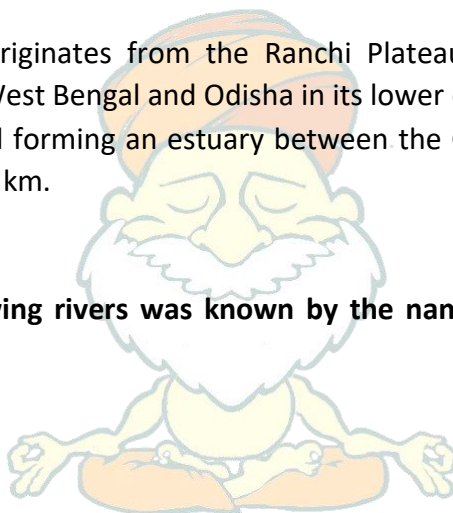 riginates from the Ranchi Plateau
West Bengal and Odisha in its lower
forming an estuary between the
km.
ving rivers was known by the nam